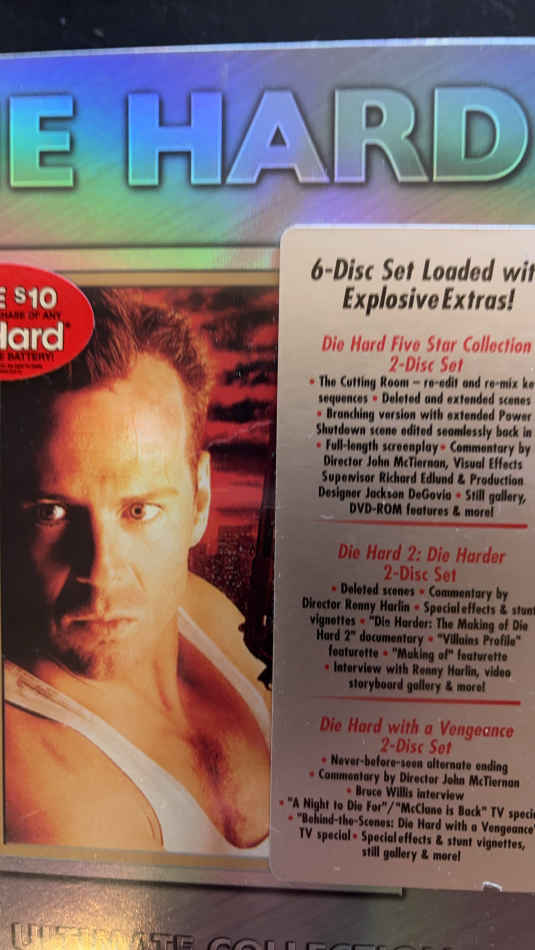 E HARD
E $10
CHASE OF ANY
Hard
E BATTERY!
6-Disc Set Loaded wit
Explosive Extras!
Die Hard Five Star Collection
2-Disc Set
• The Cutting Room – re-edit and re-mix ke
sequences • Deleted and extended scenes
• Branching version with extended Power
Shutdown scene edited seamlessly back in
• Full-length screenplay • Commentary by
Director John McTiernan, Visual Effects
Supervisor Richard Edlund & Production
Designer Jackson DeGovia • Still gallery,
DVD-ROM features & more!
Die Hard 2: Die Harder
2-Disc Set
• Deleted scenes • Commentary by
Director Renny Harlin • Special effects & stun
vignettes • "Die Harder: The Making of Die
Hard 2" documentary • "Villains Profile"
featurette • "Making of" featurette
• Interview with Renny Harlin, video
storyboard gallery & more!
Die Hard with a Vengeance
2-Disc Set
• Never-before-seen alternate ending
• Commentary by Director John McTiernan
• Bruce Willis interview
• "A Night to Die For"/"McClane is Back" TV speci
• "Behind-the-Scenes: Die Hard with a Vengeance"
TV special • Special effects & stunt vignettes,
still gallery & more!
ULTIMATE COLLECTION